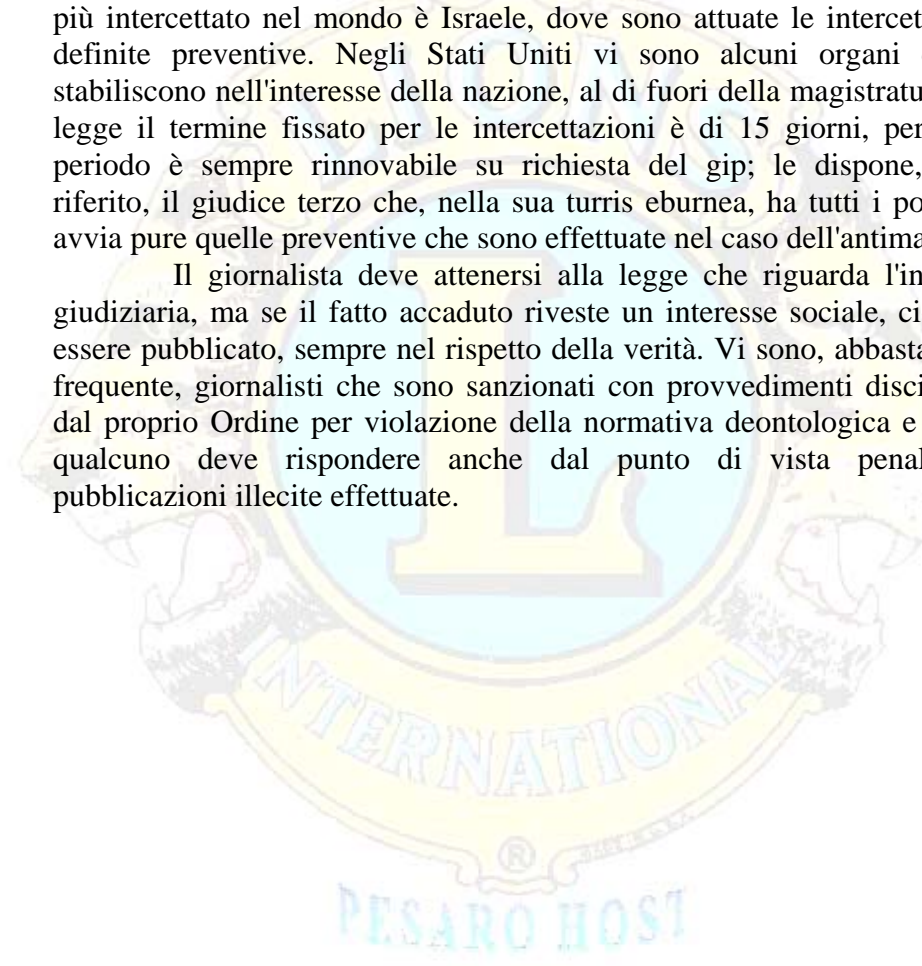 più intercettato nel mondo è Israele, dove sono attuate le intercet
definite preventive. Negli Stati Uniti vi sono alcuni organi
stabiliscono nell'interesse della nazione, al di fuori della magistratu
legge il termine fissato per le intercettazioni è di 15 giorni, per
periodo è sempre rinnovabile su richiesta del gip; le dispone,
riferito, il giudice terzo che, nella sua turris eburnea, ha tutti i po
avvia pure quelle preventive che sono effettuate nel caso dell'antima
Il giornalista deve attenersi alla legge che riguarda l'in
giudiziaria, ma se il fatto accaduto riveste un interesse sociale, ci
essere pubblicato, sempre nel rispetto della verità. Vi sono, abbasta
frequente, giornalisti che sono sanzionati con provvedimenti disci
dal proprio Ordine per violazione della normativa deontologica e
qualcuno deve rispondere anche dal punto di vista penal
pubblicazioni illecite effettuate.
LIONS
L
INTERNATIONAL
®
MADE IN U.S.A.
PESARO HOST